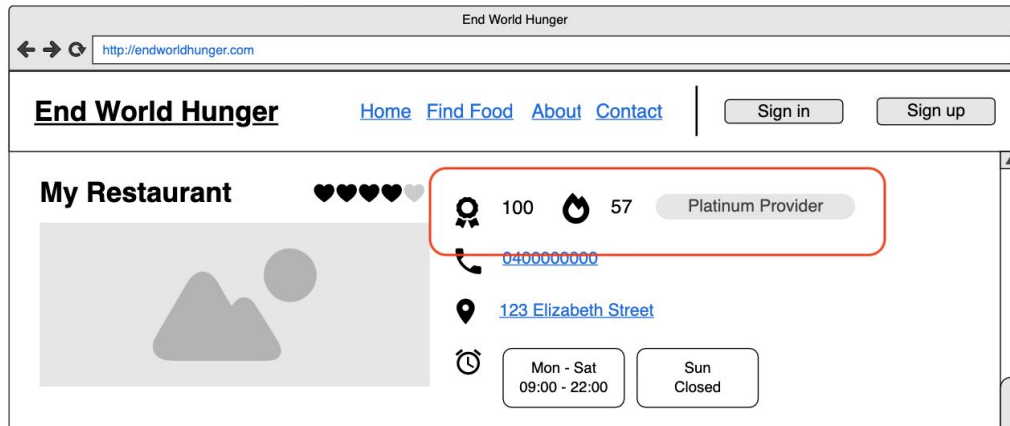 End World Hunger
http://endworldhunger.com
End World Hunger Home Find Food About Contact Sign in Sign up
My Restaurant 100 57 Platinum Provider
0400000000
123 Elizabeth Street
Mon - Sat Sun
09:00 - 22:00 Closed